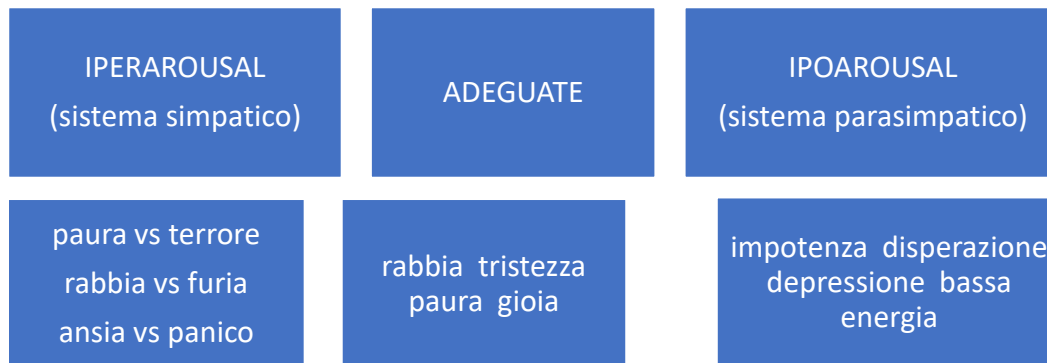 IPERAROUSAL
(sistema simpatico)
ADEGUATE
IPOAROUSAL
(sistema parasimpatico)
paura vs terrore
rabbia vs furia
ansia vs panico
rabbia tristezza
paura gioia
impotenza disperazione
depressione bassa
energia